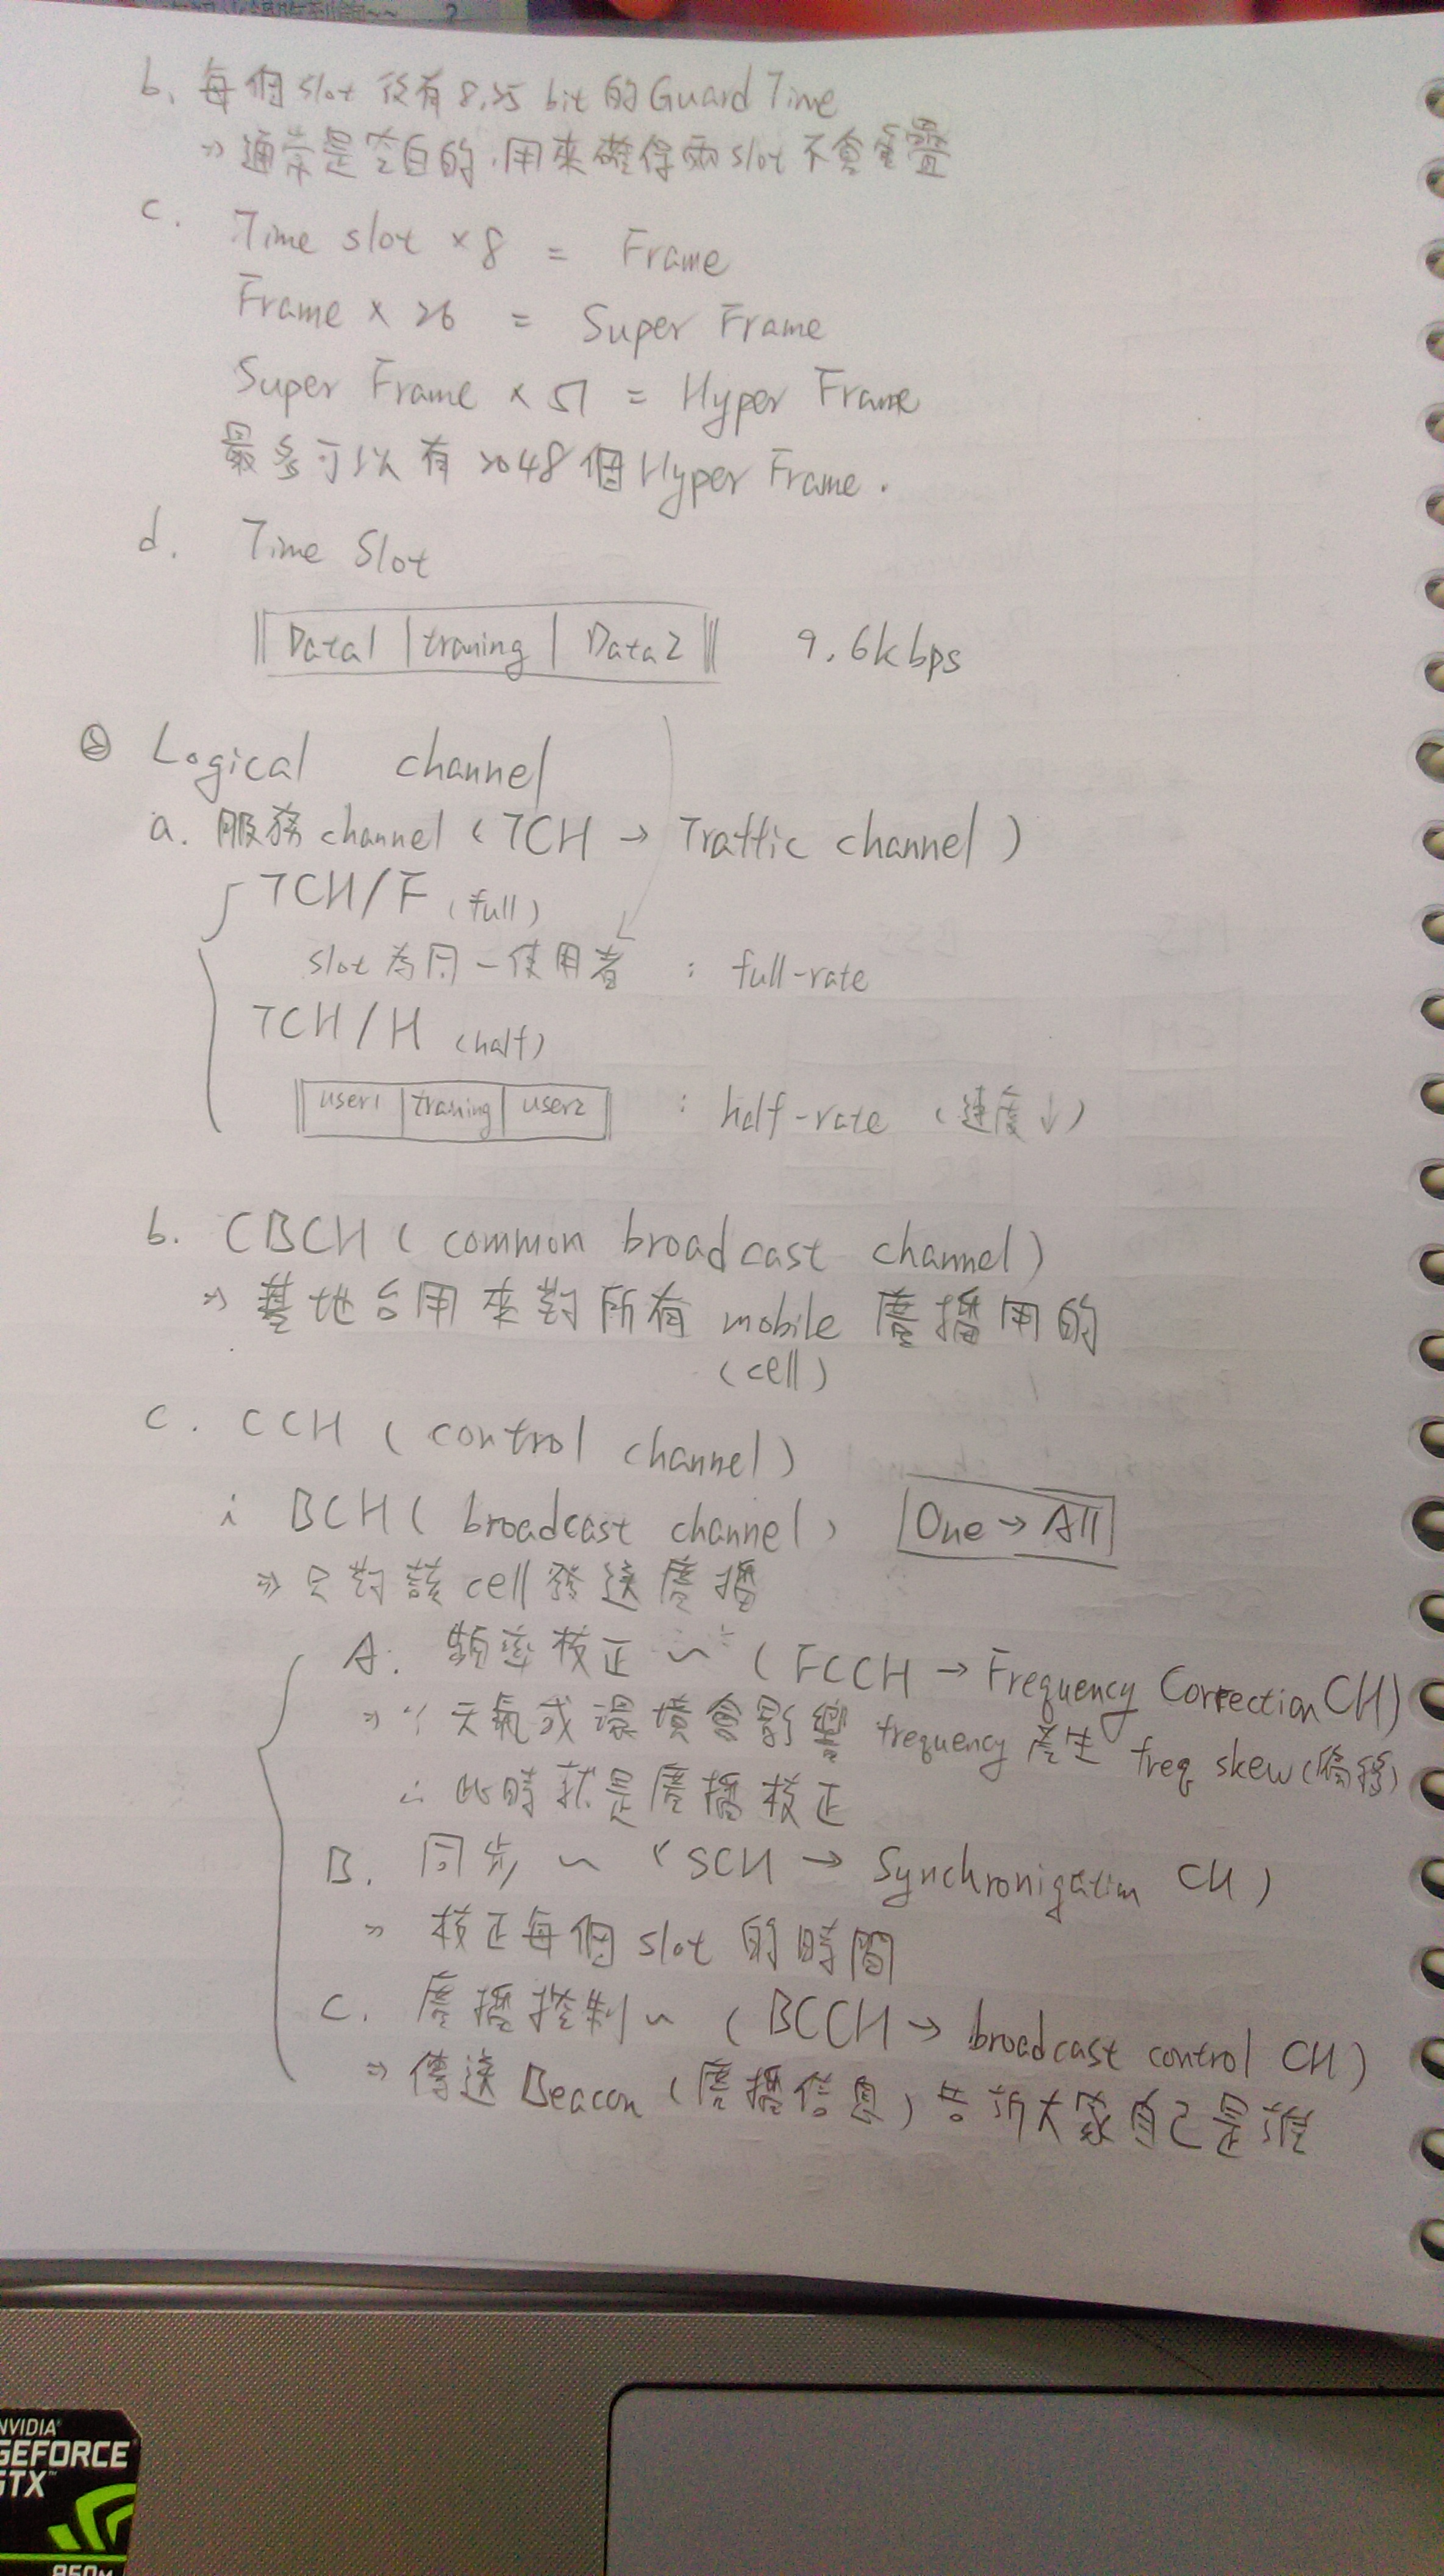 b. 每個 slot 後有 8.25 bit 的 Guard Time
⇒ 通常是空白的, 用來確保兩 slot 不會重疊
c. Time slot × 8 = Frame
Frame × 26 = Super Frame
Super Frame × 51 = Hyper Frame
最多可以有 2048 個 Hyper Frame.
d. Time Slot
Data1 | traning | Data2 9.6kbps
② Logical channel
a. 服務 channel (TCH → Traffic channel)
TCH/F (full)
slot 為同一使用者 : full-rate
TCH/H (half)
user1 | traning | user2 : half-rate (速度↓)
b. CBCH (common broadcast channel)
⇒ 基地台用來對所有 mobile 廣播用的
(cell)
c. CCH (control channel)
i BCH (broadcast channel) One → All
⇒ 只對該 cell 發送廣播
A. 頻率校正 ~ (FCCH → Frequency Correction CH)
⇒ ∵ 天氣或環境會影響 frequency 產生 freq skew (偏移)
∴ 此時就是廣播校正
B. 同步 ~ (SCH → Synchronization CH)
⇒ 校正每個 slot 的時間
C. 廣播控制 ~ (BCCH → broadcast control CH)
⇒ 傳送 Beacon (廣播信息) 告訴大家自己是誰
NVIDIA
GEFORCE
GTX
850M